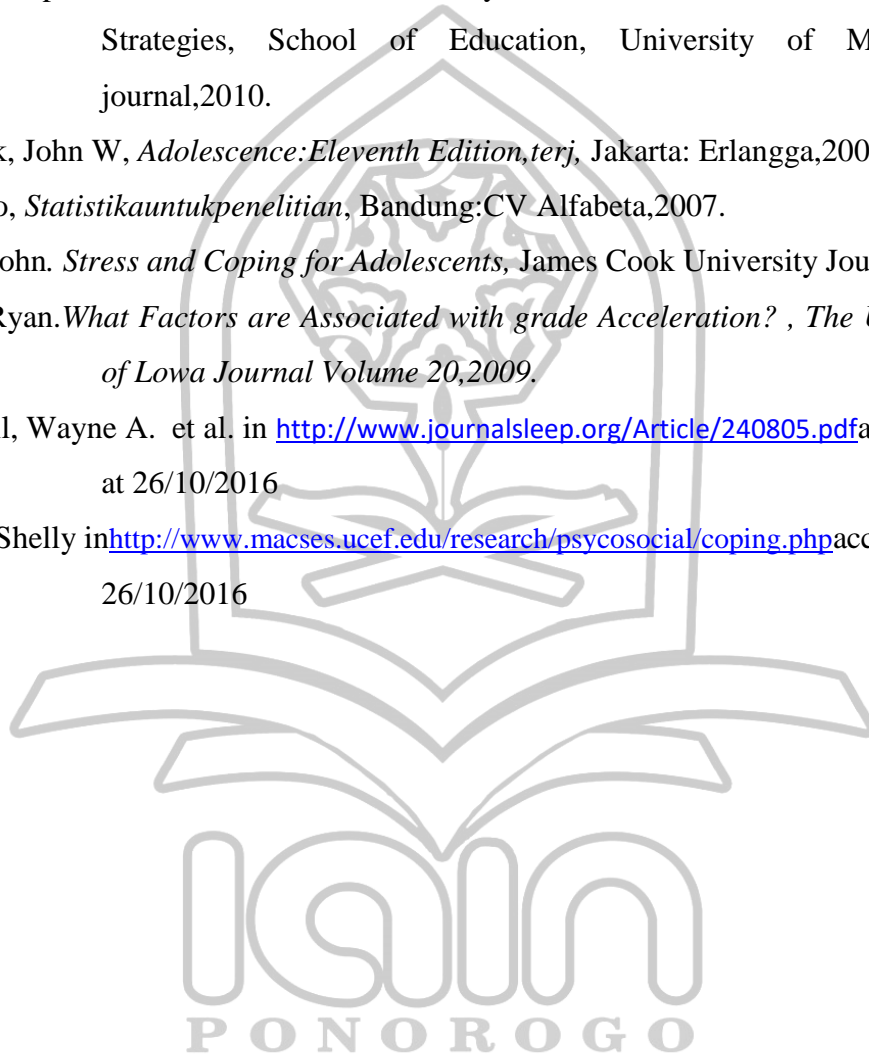 Strategies, School of Education, University of M
journal,2010.
k, John W, Adolescence:Eleventh Edition,terj, Jakarta: Erlangga,200
o, Statistikauntukpenelitian, Bandung:CV Alfabeta,2007.
ohn. Stress and Coping for Adolescents, James Cook University Jou
Ryan.What Factors are Associated with grade Acceleration? , The U
of Lowa Journal Volume 20,2009.
l, Wayne A. et al. in http://www.journalsleep.org/Article/240805.pdfa
at 26/10/2016
Shelly inhttp://www.macses.ucef.edu/research/psycosocial/coping.phpacc
26/10/2016
iain
PONOROGO